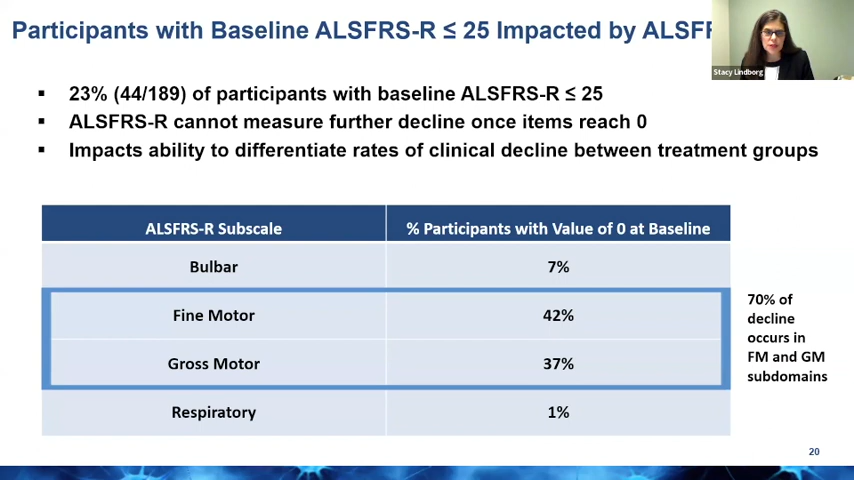 Participants with Baseline ALSFRS-R ≤ 25 Impacted by ALSFR
Stacy Lindborg
▪ 23% (44/189) of participants with baseline ALSFRS-R ≤ 25
▪ ALSFRS-R cannot measure further decline once items reach 0
▪ Impacts ability to differentiate rates of clinical decline between treatment groups
ALSFRS-R Subscale % Participants with Value of 0 at Baseline
Bulbar 7%
Fine Motor 42%
Gross Motor 37%
Respiratory 1%
70% of
decline
occurs in
FM and GM
subdomains
20